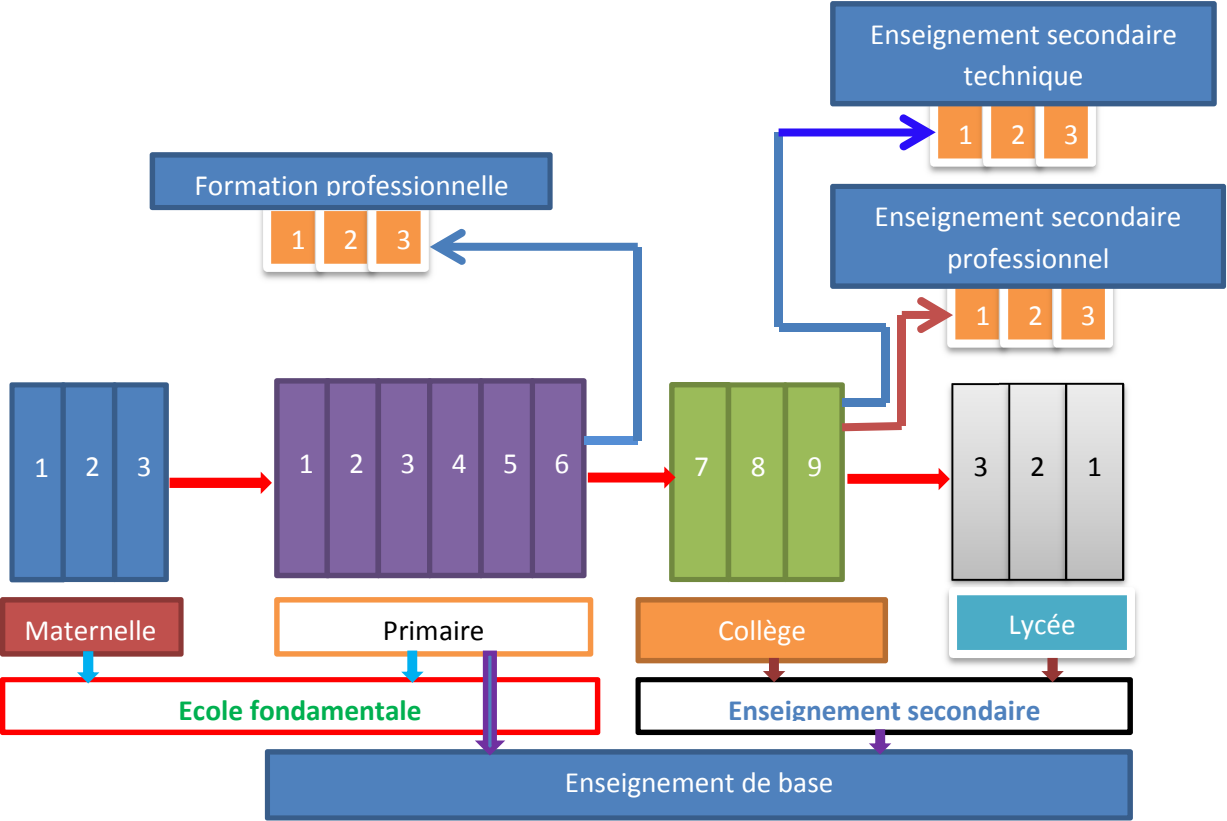 Enseignement secondaire
technique
1 2 3
Formation professionnelle
1 2 3
Enseignement secondaire
professionnel
1 2 3
1 2 3
1 2 3 4 5 6
7 8 9
3 2 1
Maternelle
Primaire
Collège
Lycée
Ecole fondamentale
Enseignement secondaire
Enseignement de base